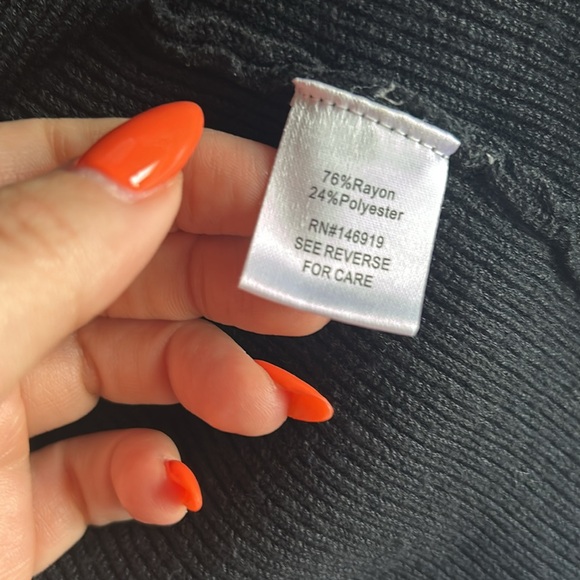 76%Rayon
24%Polyester
RN#146919
SEE REVERSE
FOR CARE